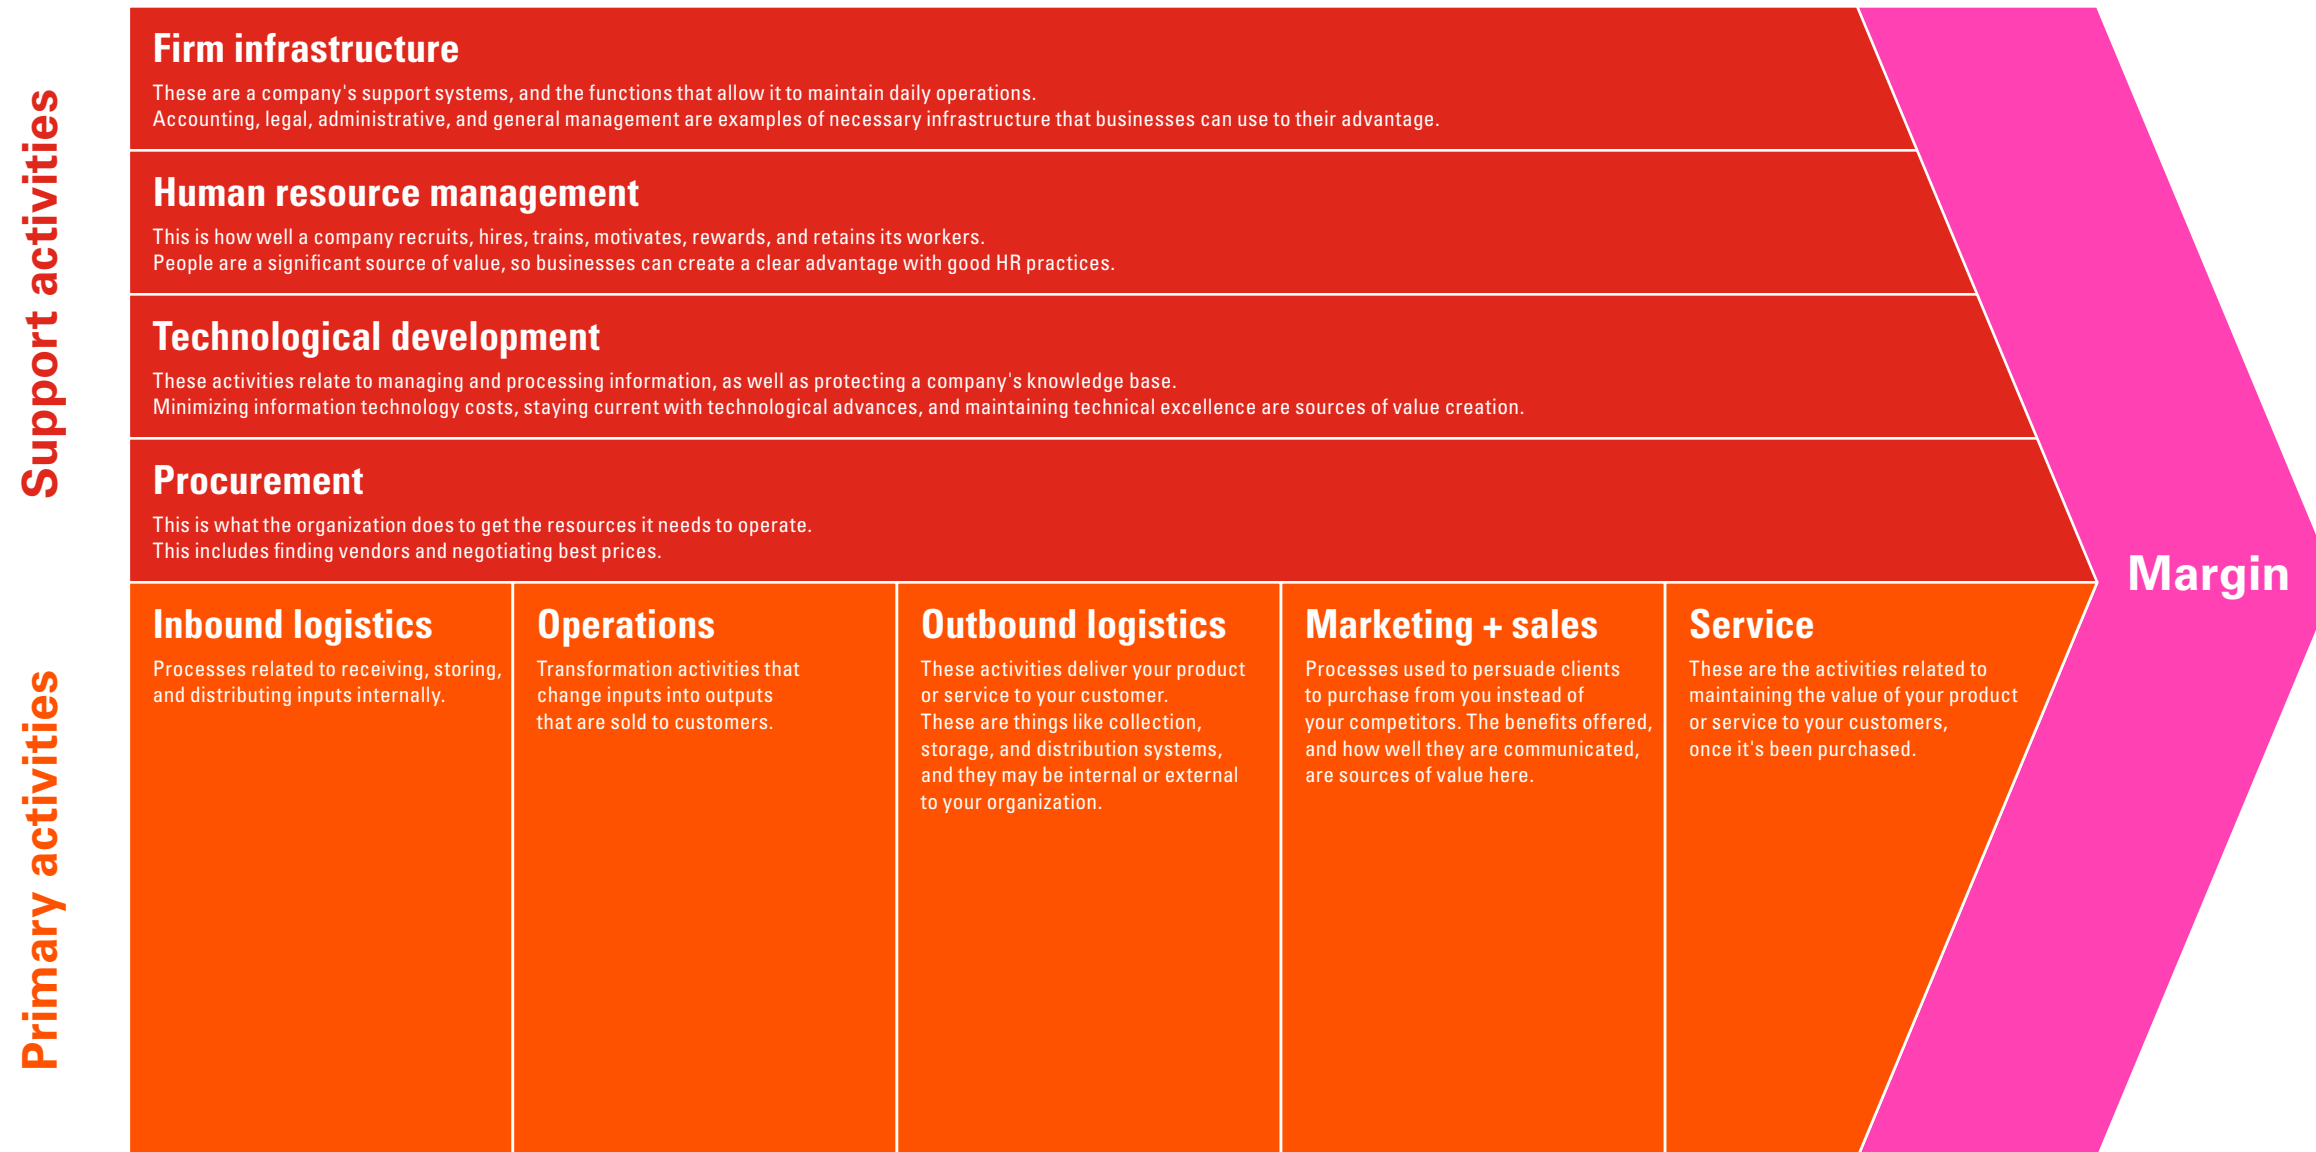 Support activities
Firm infrastructure
These are a company's support systems, and the functions that allow it to maintain daily operations.
Accounting, legal, administrative, and general management are examples of necessary infrastructure that businesses can use to their advantage.
Human resource management
This is how well a company recruits, hires, trains, motivates, rewards, and retains its workers.
People are a significant source of value, so businesses can create a clear advantage with good HR practices.
Technological development
These activities relate to managing and processing information, as well as protecting a company's knowledge base.
Minimizing information technology costs, staying current with technological advances, and maintaining technical excellence are sources of value creation.
Procurement
This is what the organization does to get the resources it needs to operate.
This includes finding vendors and negotiating best prices.
Primary activities
Inbound logistics
Processes related to receiving, storing,
and distributing inputs internally.
Operations
Transformation activities that
change inputs into outputs
that are sold to customers.
Outbound logistics
These activities deliver your product
or service to your customer.
These are things like collection,
storage, and distribution systems,
and they may be internal or external
to your organization.
Marketing + sales
Processes used to persuade clients
to purchase from you instead of
your competitors. The benefits offered,
and how well they are communicated,
are sources of value here.
Service
These are the activities related to
maintaining the value of your product
or service to your customers,
once it's been purchased.
Margin